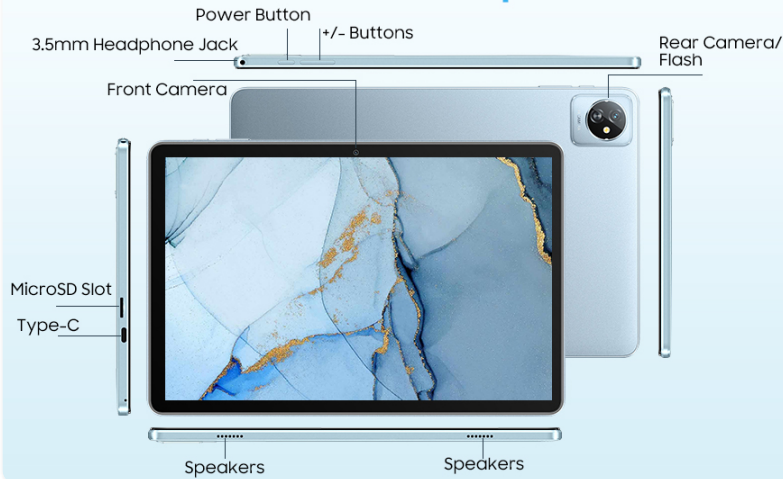 Power Button
+/- Buttons
3.5mm Headphone Jack
Rear Camera/
Flash
Front Camera
MicroSD Slot
Type-C
Speakers
Speakers